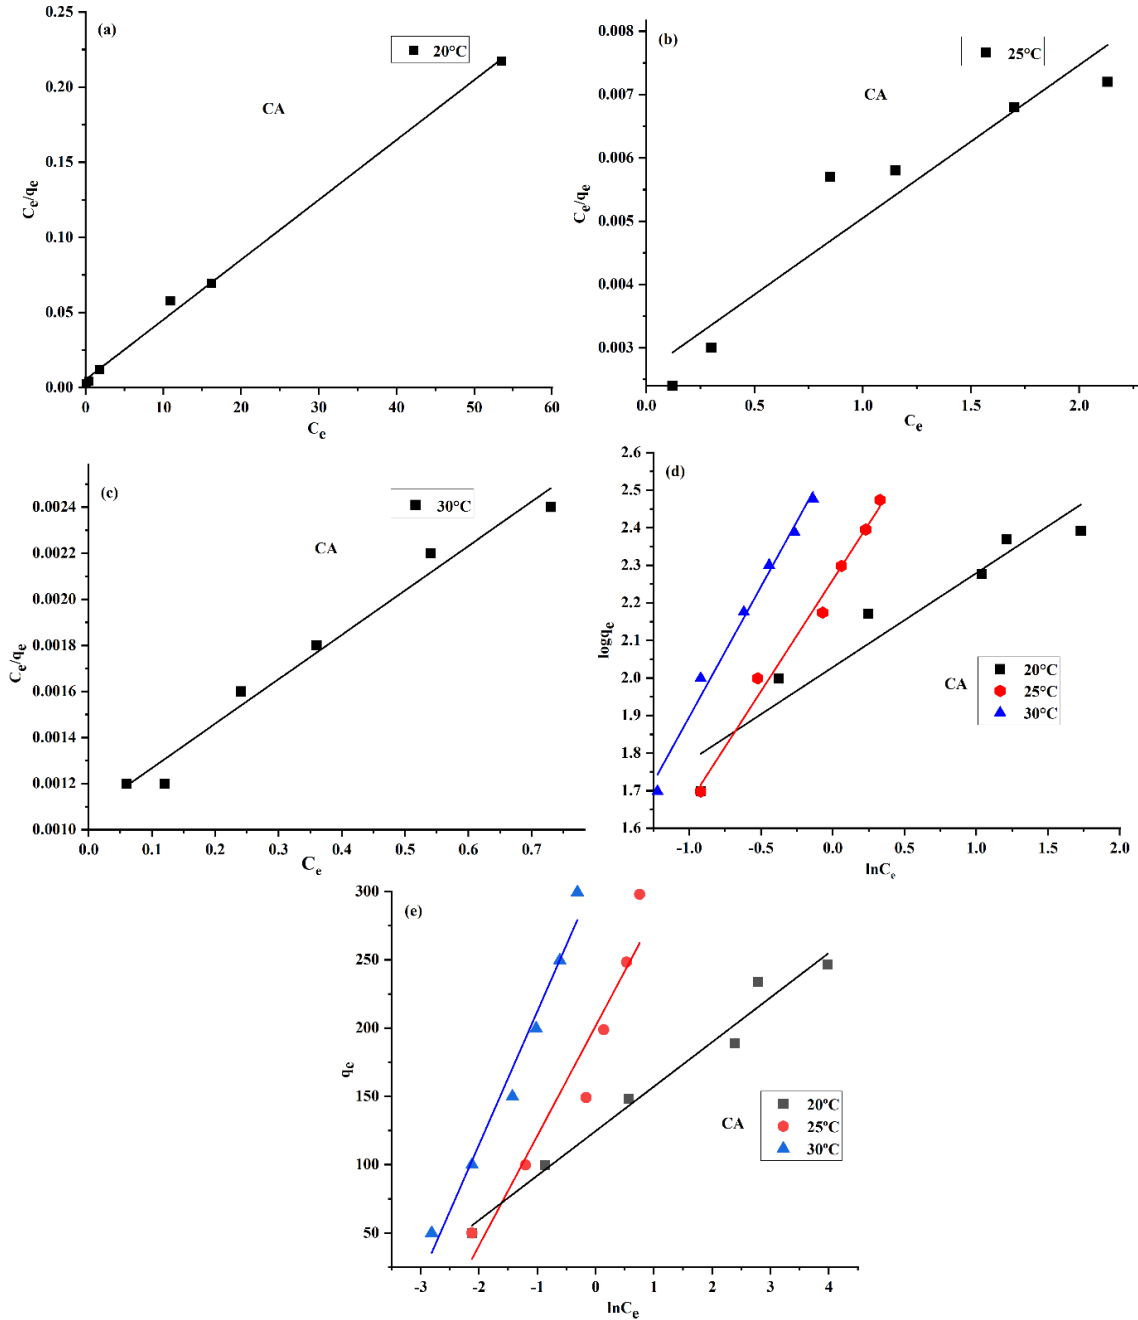 (a)
20°C
CA
0.25
0.20
0.15
0.10
0.05
0.00
Ce/qe
0 10 20 30 40 50 60
Ce
(b)
25°C
CA
0.008
0.007
0.006
0.004
0.003
Ce/qe
0.0 0.5 1.0 1.5 2.0
Ce
(c)
30°C
CA
0.0024
0.0022
0.0020
0.0018
0.0016
0.0014
0.0012
0.0010
Ce/qe
0.0 0.1 0.2 0.3 0.4 0.5 0.6 0.7
Ce
(d)
2.6
2.5
2.4
2.3
2.2
2.1
2.0
1.9
1.8
1.7
1.6
logqe
CA
20°C
25°C
30°C
-1.0 -0.5 0.0 0.5 1.0 1.5 2.0
lnCe
(e)
300
250
200
150
100
50
qe
CA
20°C
25°C
30°C
-3 -2 -1 0 1 2 3 4
lnCe